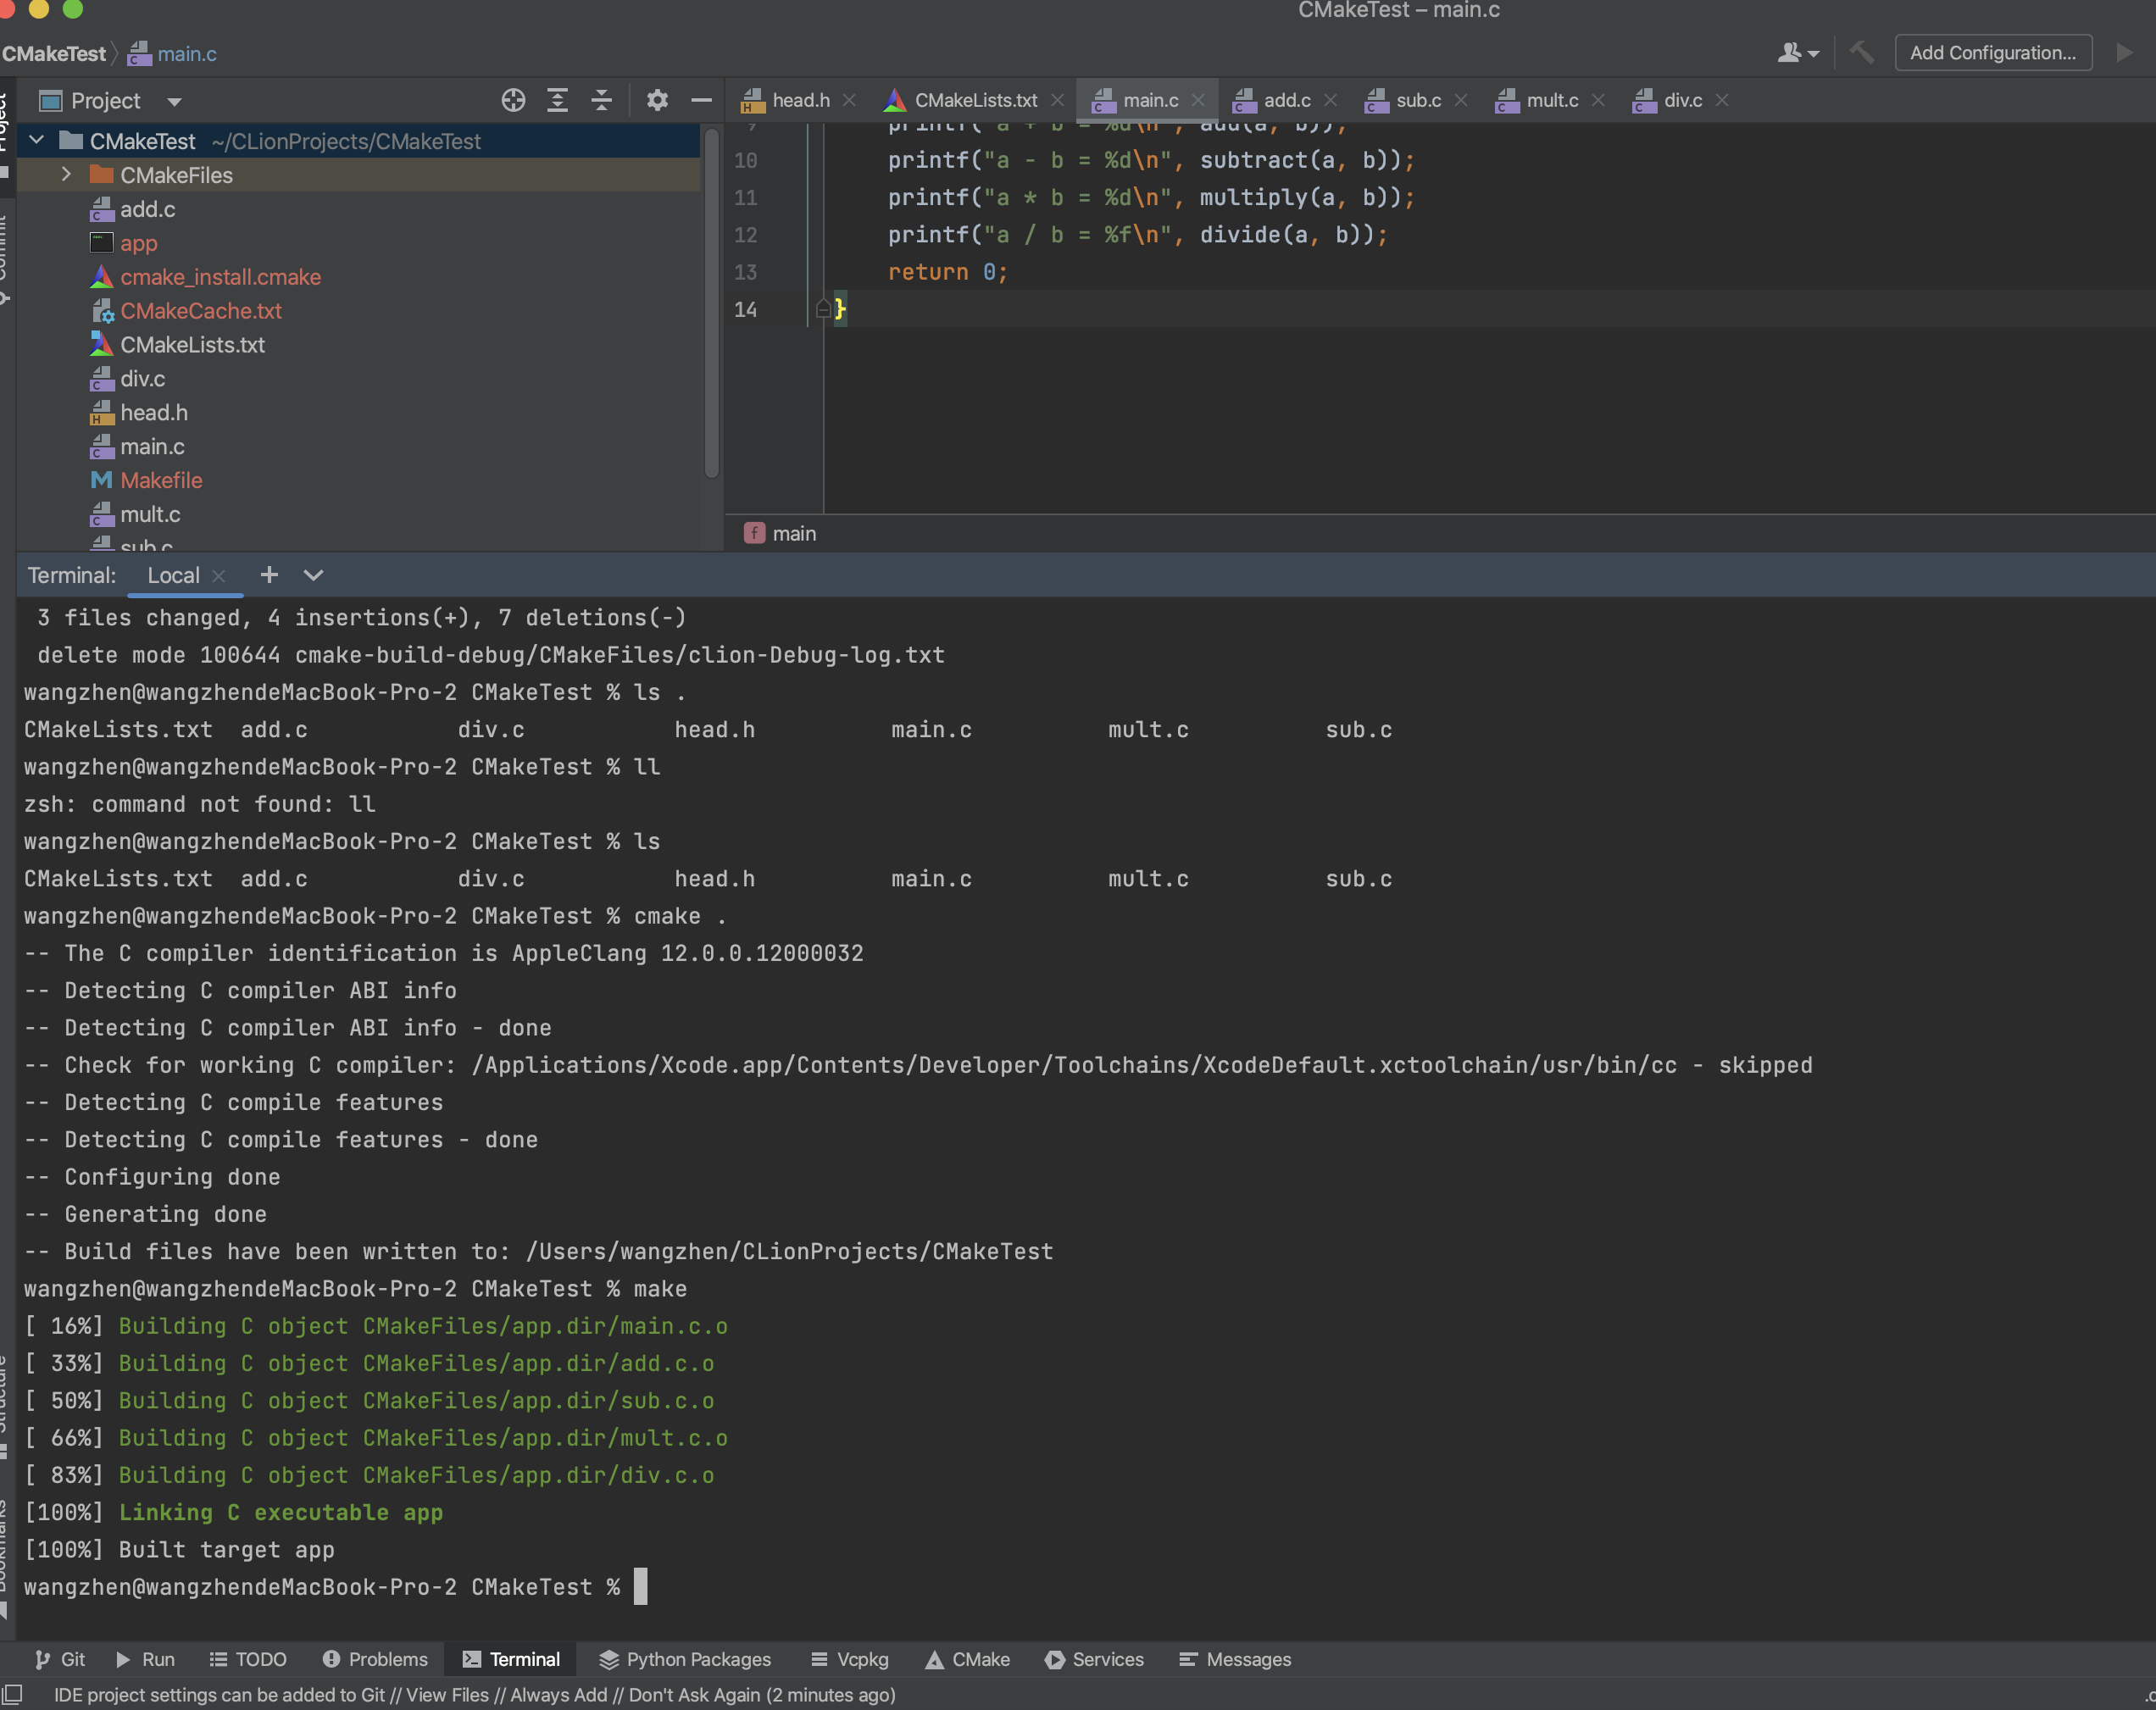 CMakeTest – main.c
CMakeTest main.c
Add Configuration...
Project
head.h
CMakeLists.txt
main.c
add.c
sub.c
mult.c
div.c
CMakeTest ~/CLionProjects/CMakeTest
CMakeFiles
add.c
app
cmake_install.cmake
CMakeCache.txt
CMakeLists.txt
div.c
head.h
main.c
Makefile
mult.c
sub.c
9 printf("a + b = %d\n", add(a, b));
10 printf("a - b = %d\n", subtract(a, b));
11 printf("a * b = %d\n", multiply(a, b));
12 printf("a / b = %f\n", divide(a, b));
13 return 0;
14 }
f main
Project
Commit
Structure
Bookmarks
Terminal: Local
3 files changed, 4 insertions(+), 7 deletions(-)
delete mode 100644 cmake-build-debug/CMakeFiles/clion-Debug-log.txt
wangzhen@wangzhendeMacBook-Pro-2 CMakeTest % ls .
CMakeLists.txt add.c div.c head.h main.c mult.c sub.c
wangzhen@wangzhendeMacBook-Pro-2 CMakeTest % ll
zsh: command not found: ll
wangzhen@wangzhendeMacBook-Pro-2 CMakeTest % ls
CMakeLists.txt add.c div.c head.h main.c mult.c sub.c
wangzhen@wangzhendeMacBook-Pro-2 CMakeTest % cmake .
-- The C compiler identification is AppleClang 12.0.0.12000032
-- Detecting C compiler ABI info
-- Detecting C compiler ABI info - done
-- Check for working C compiler: /Applications/Xcode.app/Contents/Developer/Toolchains/XcodeDefault.xctoolchain/usr/bin/cc - skipped
-- Detecting C compile features
-- Detecting C compile features - done
-- Configuring done
-- Generating done
-- Build files have been written to: /Users/wangzhen/CLionProjects/CMakeTest
wangzhen@wangzhendeMacBook-Pro-2 CMakeTest % make
[ 16%] Building C object CMakeFiles/app.dir/main.c.o
[ 33%] Building C object CMakeFiles/app.dir/add.c.o
[ 50%] Building C object CMakeFiles/app.dir/sub.c.o
[ 66%] Building C object CMakeFiles/app.dir/mult.c.o
[ 83%] Building C object CMakeFiles/app.dir/div.c.o
[100%] Linking C executable app
[100%] Built target app
wangzhen@wangzhendeMacBook-Pro-2 CMakeTest %
Git Run TODO Problems Terminal Python Packages Vcpkg CMake Services Messages
IDE project settings can be added to Git // View Files // Always Add // Don't Ask Again (2 minutes ago)